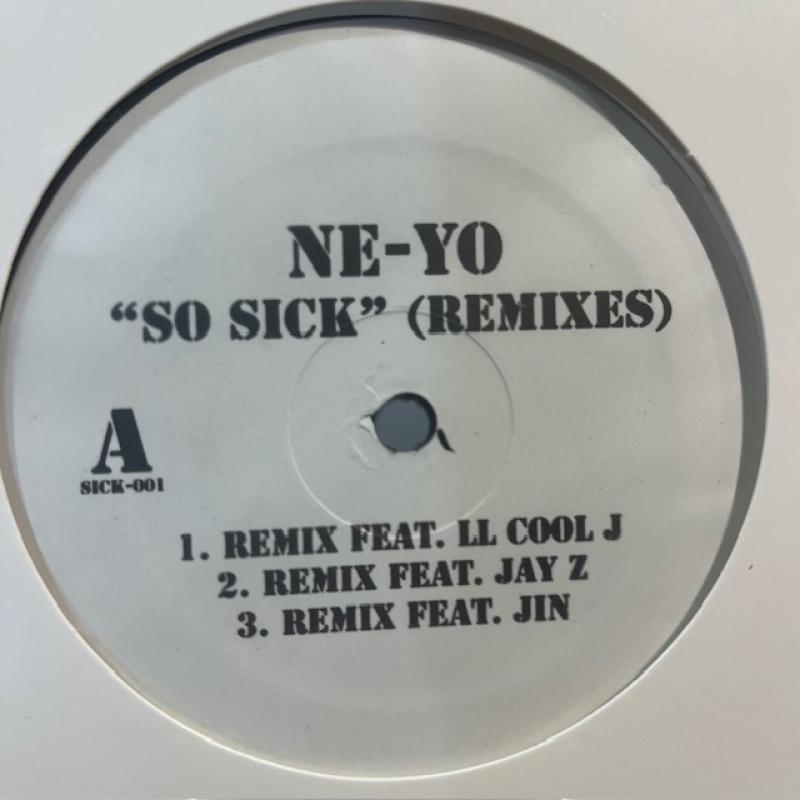 NE-YO
“SO SICK” (REMIXES)
A
SICK-001
1. REMIX FEAT. LL COOL J
2. REMIX FEAT. JAY Z
3. REMIX FEAT. JIN